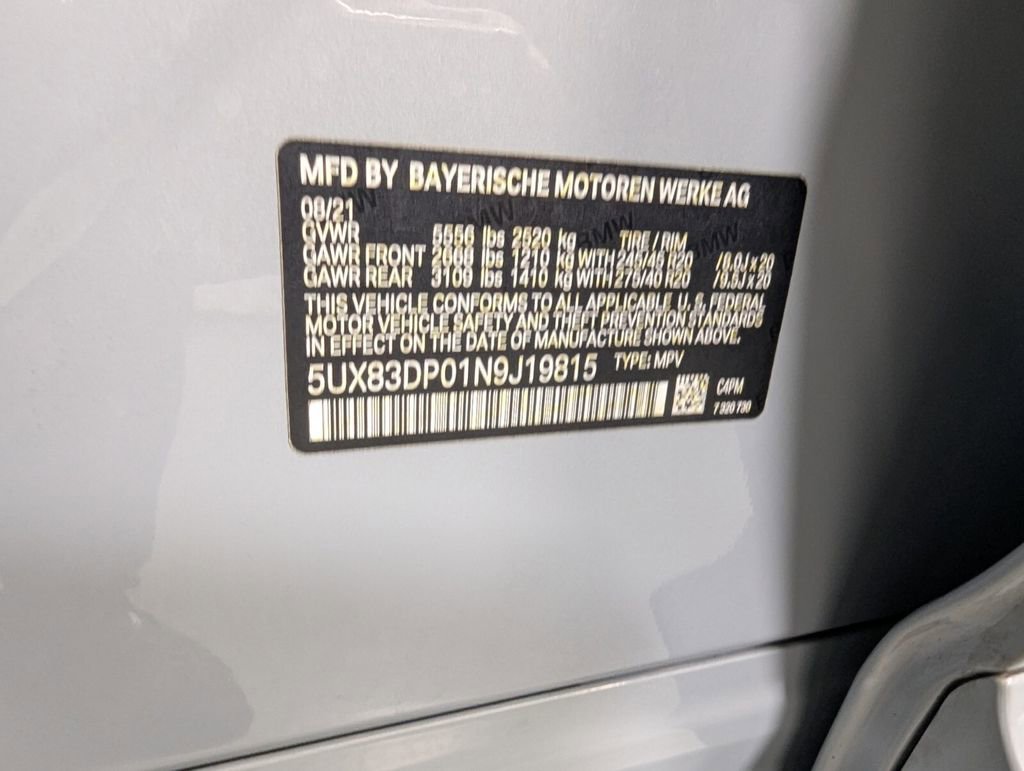 MFD BY BAYERISCHE MOTOREN WERKE AG
08/21
GVWR 5556 lbs 2520 kg TIRE / RIM
GAWR FRONT 2668 lbs 1210 kg WITH 245/45 R20 /8.0J x 20
GAWR REAR 3109 lbs 1410 kg WITH 275/40 R20 /9.5J x 20
THIS VEHICLE CONFORMS TO ALL APPLICABLE U. S. FEDERAL
MOTOR VEHICLE SAFETY AND THEFT PREVENTION STANDARDS
IN EFFECT ON THE DATE OF MANUFACTURE SHOWN ABOVE.
5UX83DP01N9J19815 TYPE: MPV
C4PM
7 320 730